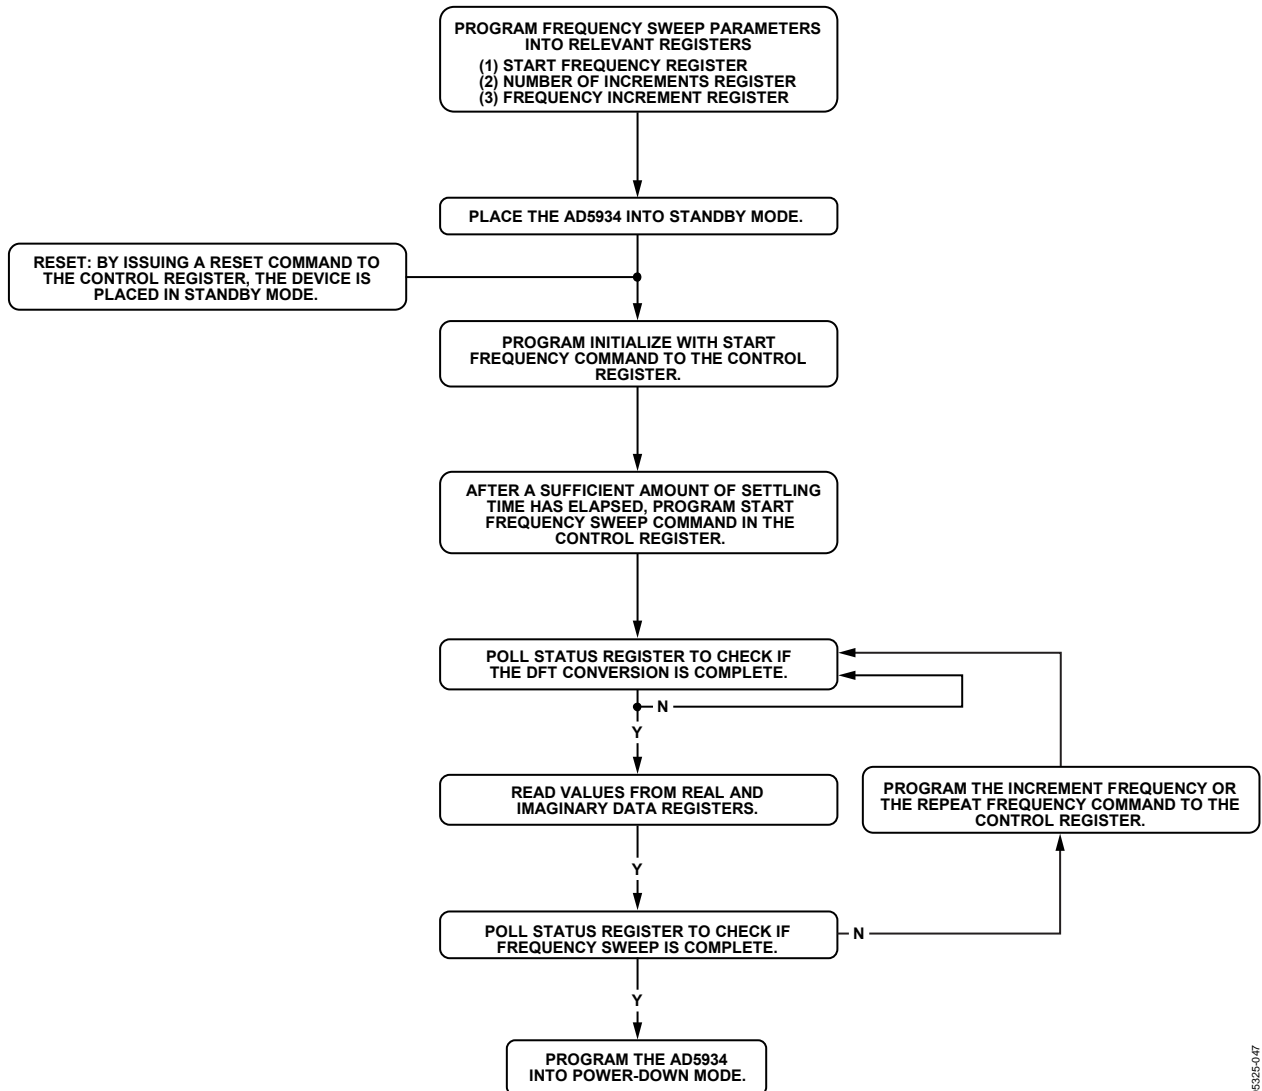 PROGRAM FREQUENCY SWEEP PARAMETERS
INTO RELEVANT REGISTERS
(1) START FREQUENCY REGISTER
(2) NUMBER OF INCREMENTS REGISTER
(3) FREQUENCY INCREMENT REGISTER
PLACE THE AD5934 INTO STANDBY MODE.
RESET: BY ISSUING A RESET COMMAND TO
THE CONTROL REGISTER, THE DEVICE IS
PLACED IN STANDBY MODE.
PROGRAM INITIALIZE WITH START
FREQUENCY COMMAND TO THE CONTROL
REGISTER.
AFTER A SUFFICIENT AMOUNT OF SETTLING
TIME HAS ELAPSED, PROGRAM START
FREQUENCY SWEEP COMMAND IN THE
CONTROL REGISTER.
POLL STATUS REGISTER TO CHECK IF
THE DFT CONVERSION IS COMPLETE.
N
Y
READ VALUES FROM REAL AND
IMAGINARY DATA REGISTERS.
PROGRAM THE INCREMENT FREQUENCY OR
THE REPEAT FREQUENCY COMMAND TO THE
CONTROL REGISTER.
Y
POLL STATUS REGISTER TO CHECK IF
FREQUENCY SWEEP IS COMPLETE.
N
Y
PROGRAM THE AD5934
INTO POWER-DOWN MODE.
5325-047